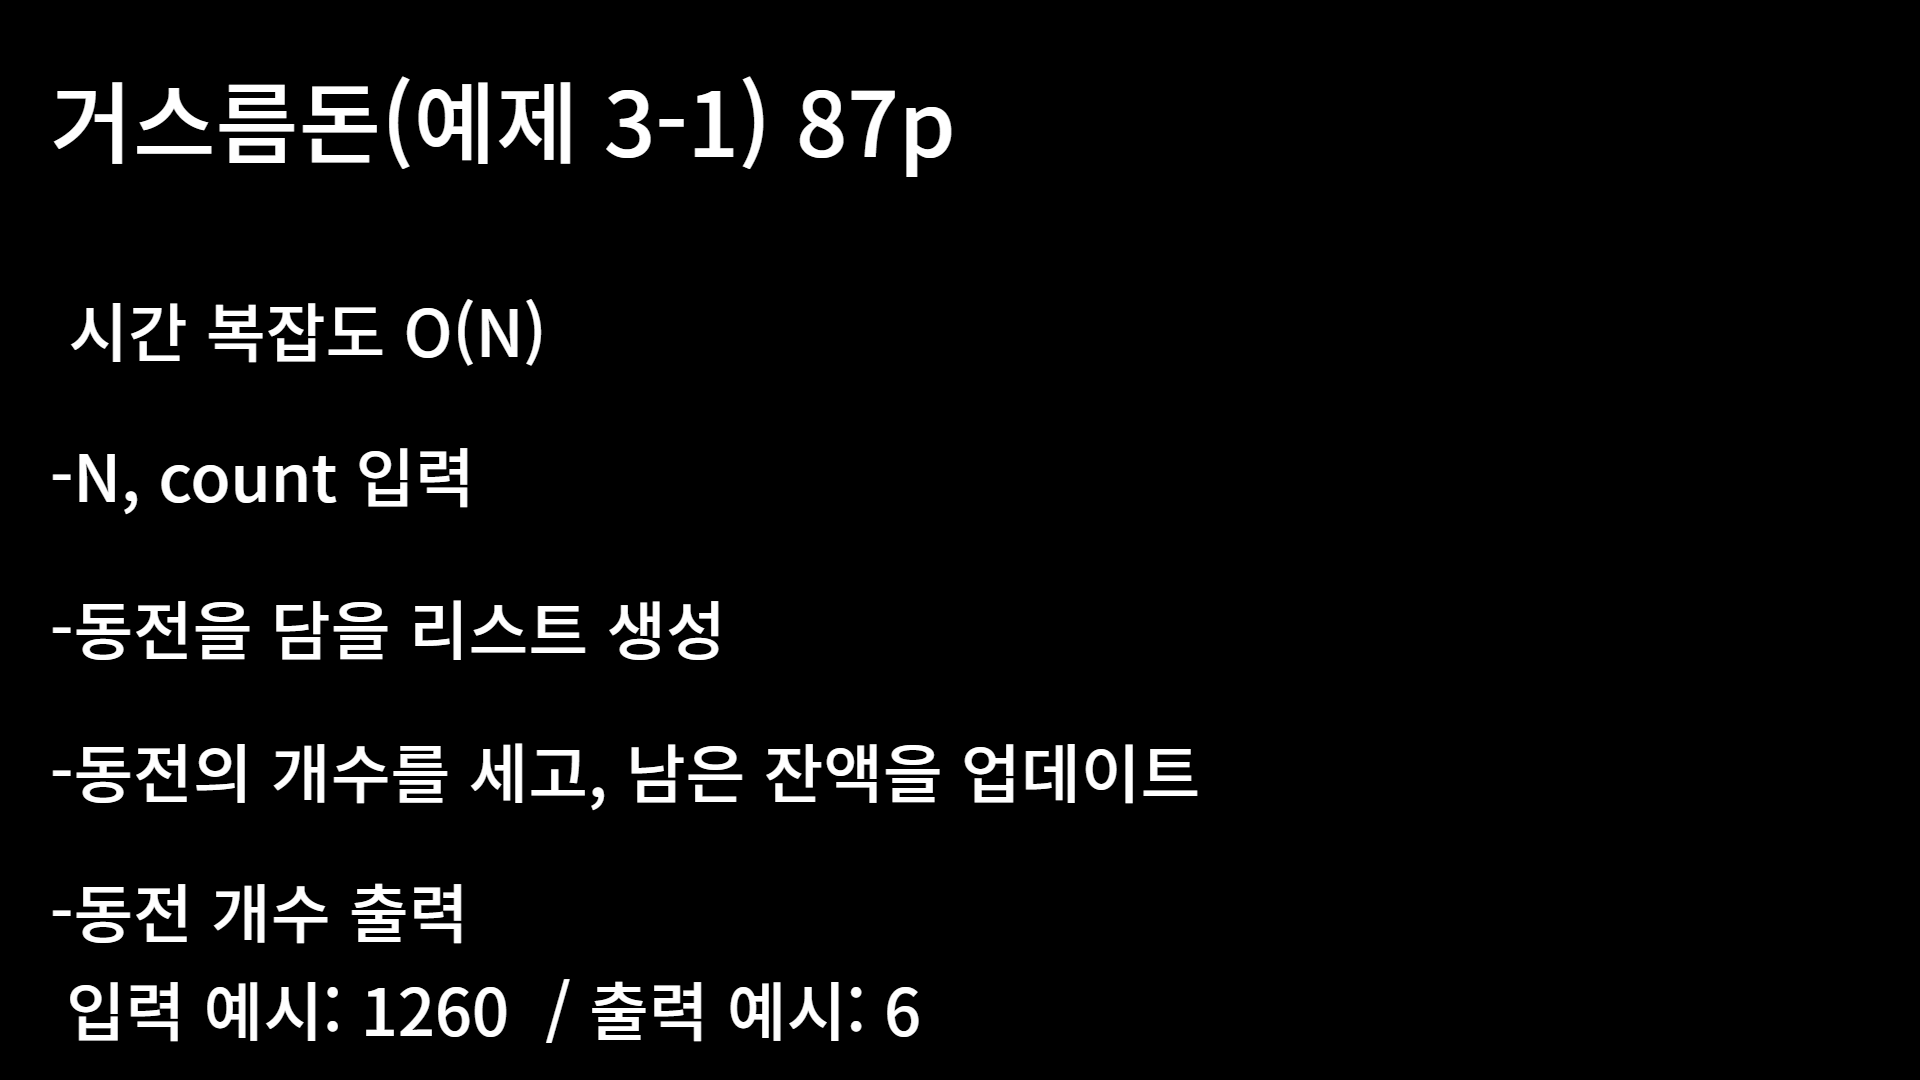 거스름돈(예제 3-1) 87p
시간 복잡도 O(N)
-N, count 입력
-동전을 담을 리스트 생성
-동전의 개수를 세고, 남은 잔액을 업데이트
-동전 개수 출력
입력 예시: 1260 / 출력 예시: 6